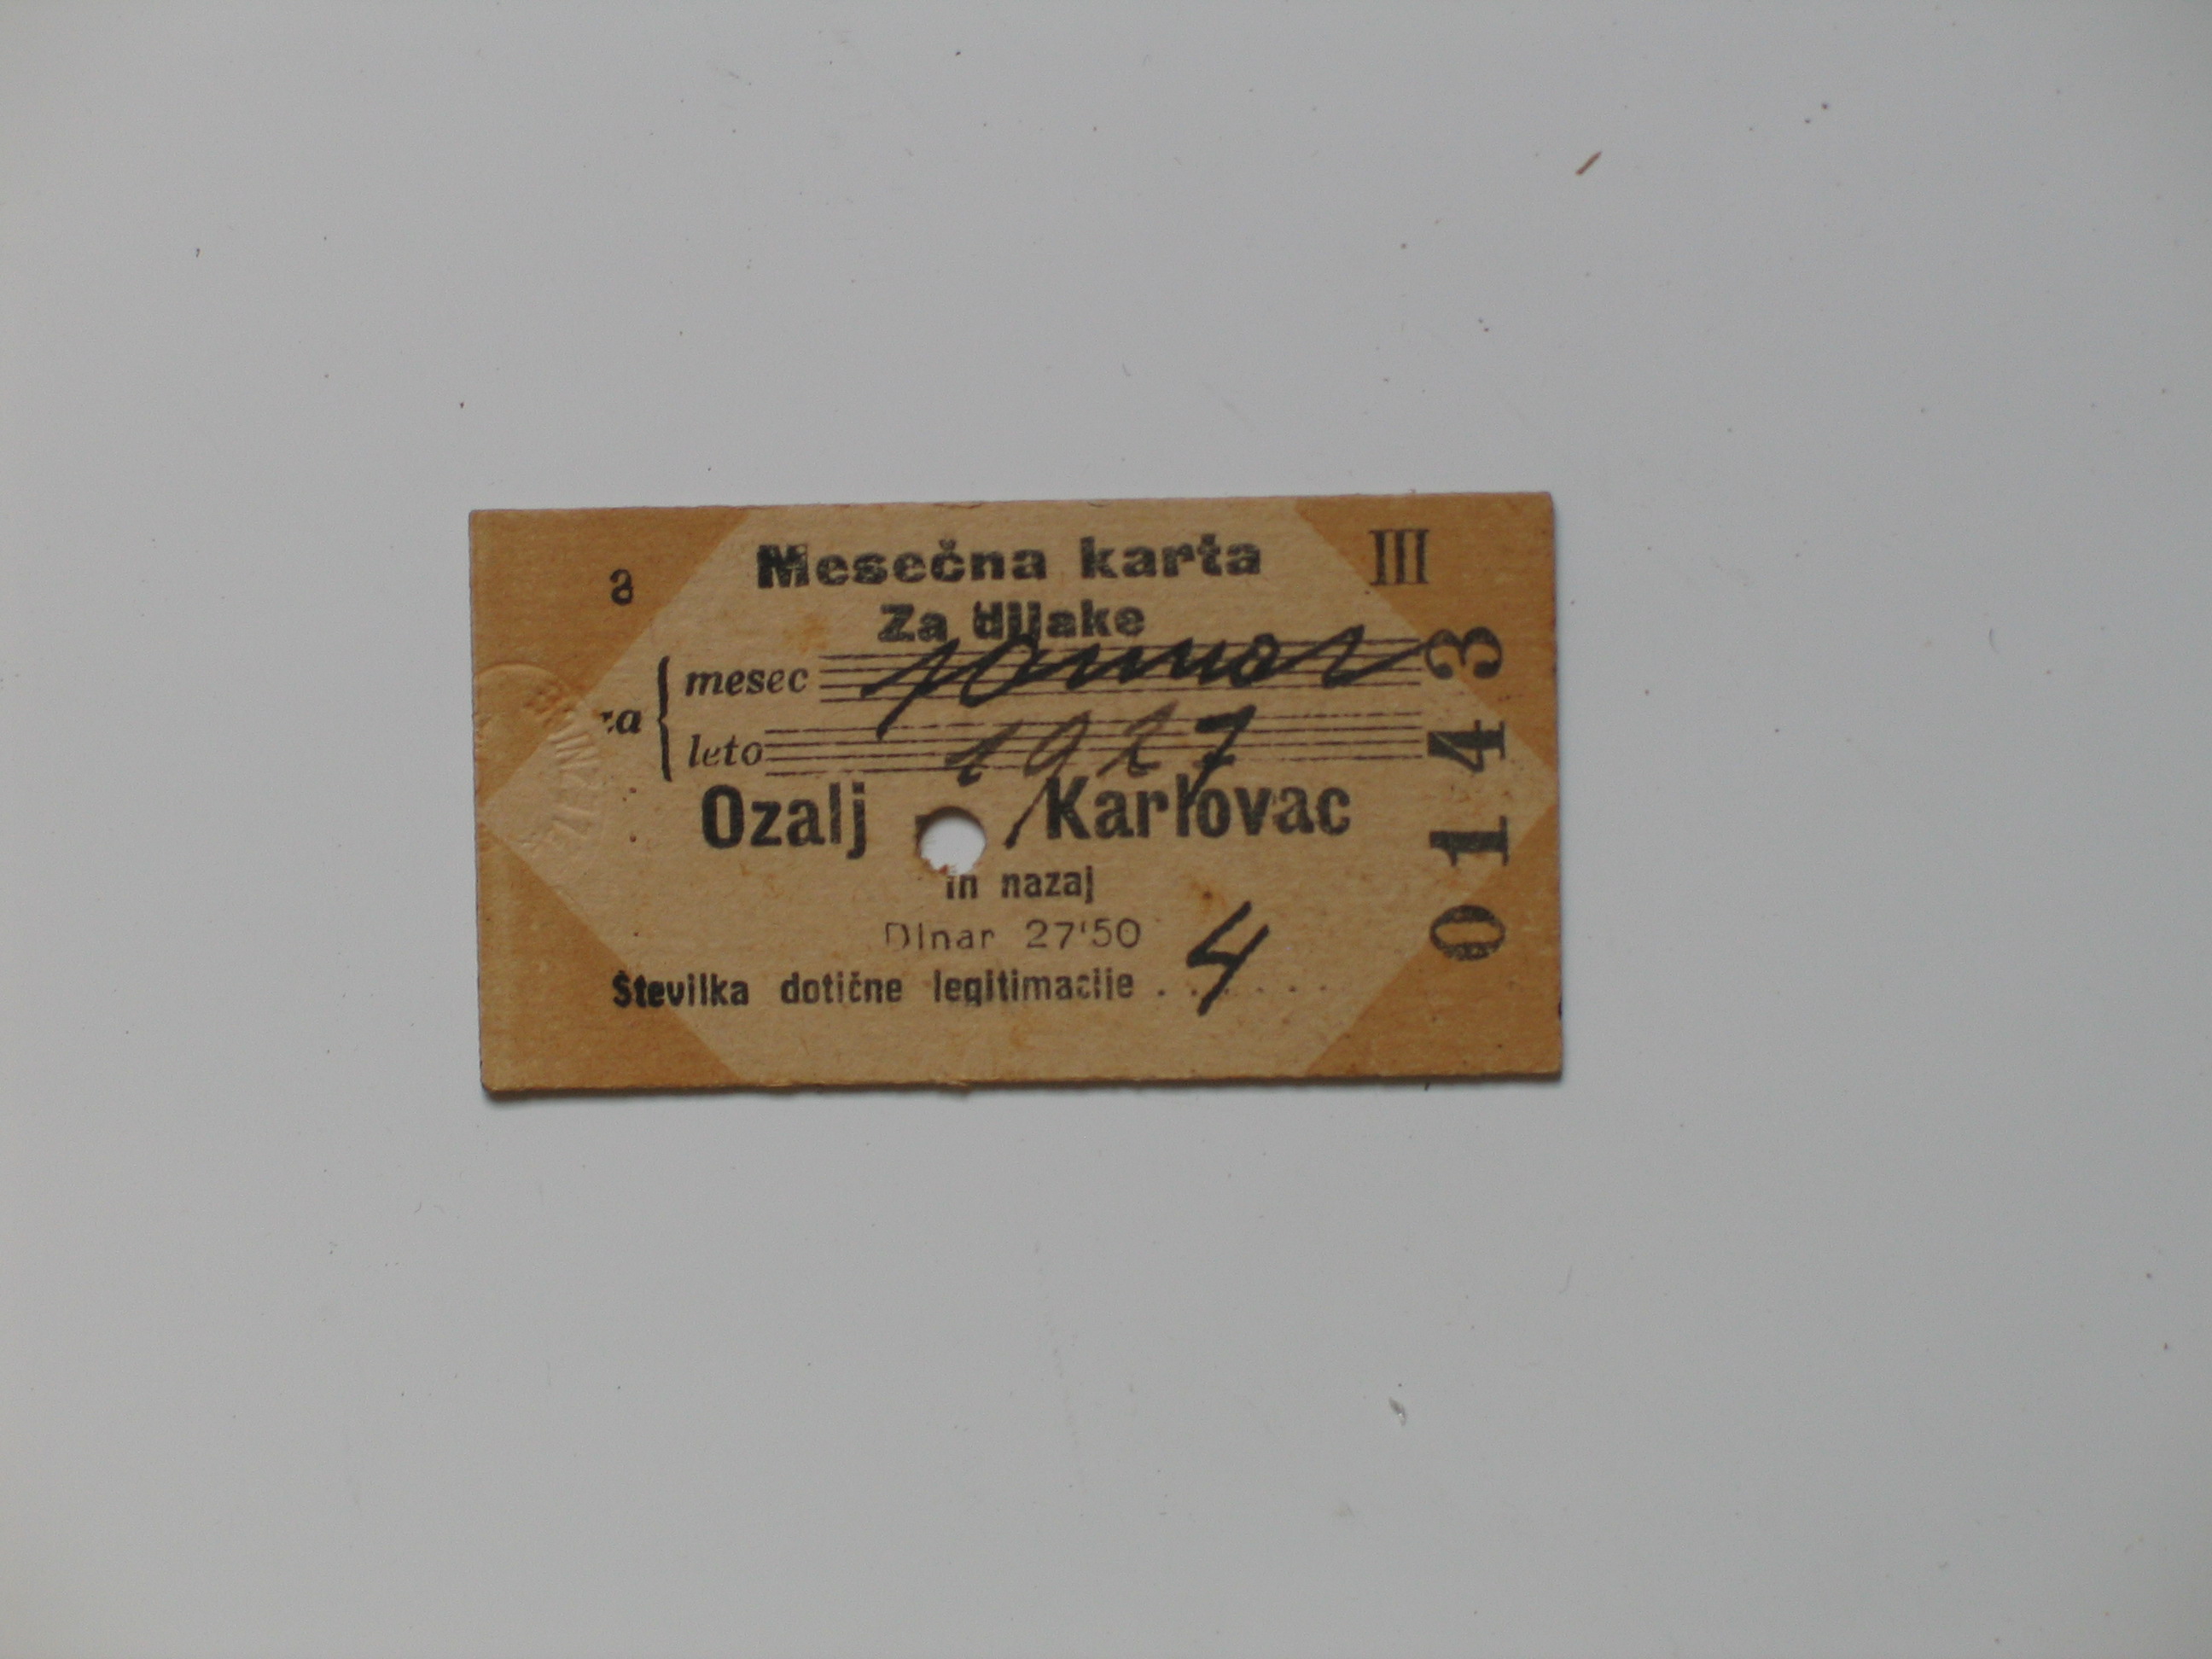 a Mesečna karta III
Za dijake
za { mesec januar
leto 1927
Ozalj - Karlovac
in nazaj
Dinar 27'50
Številka dotične legitimacije . . 4 . . . . .
0143